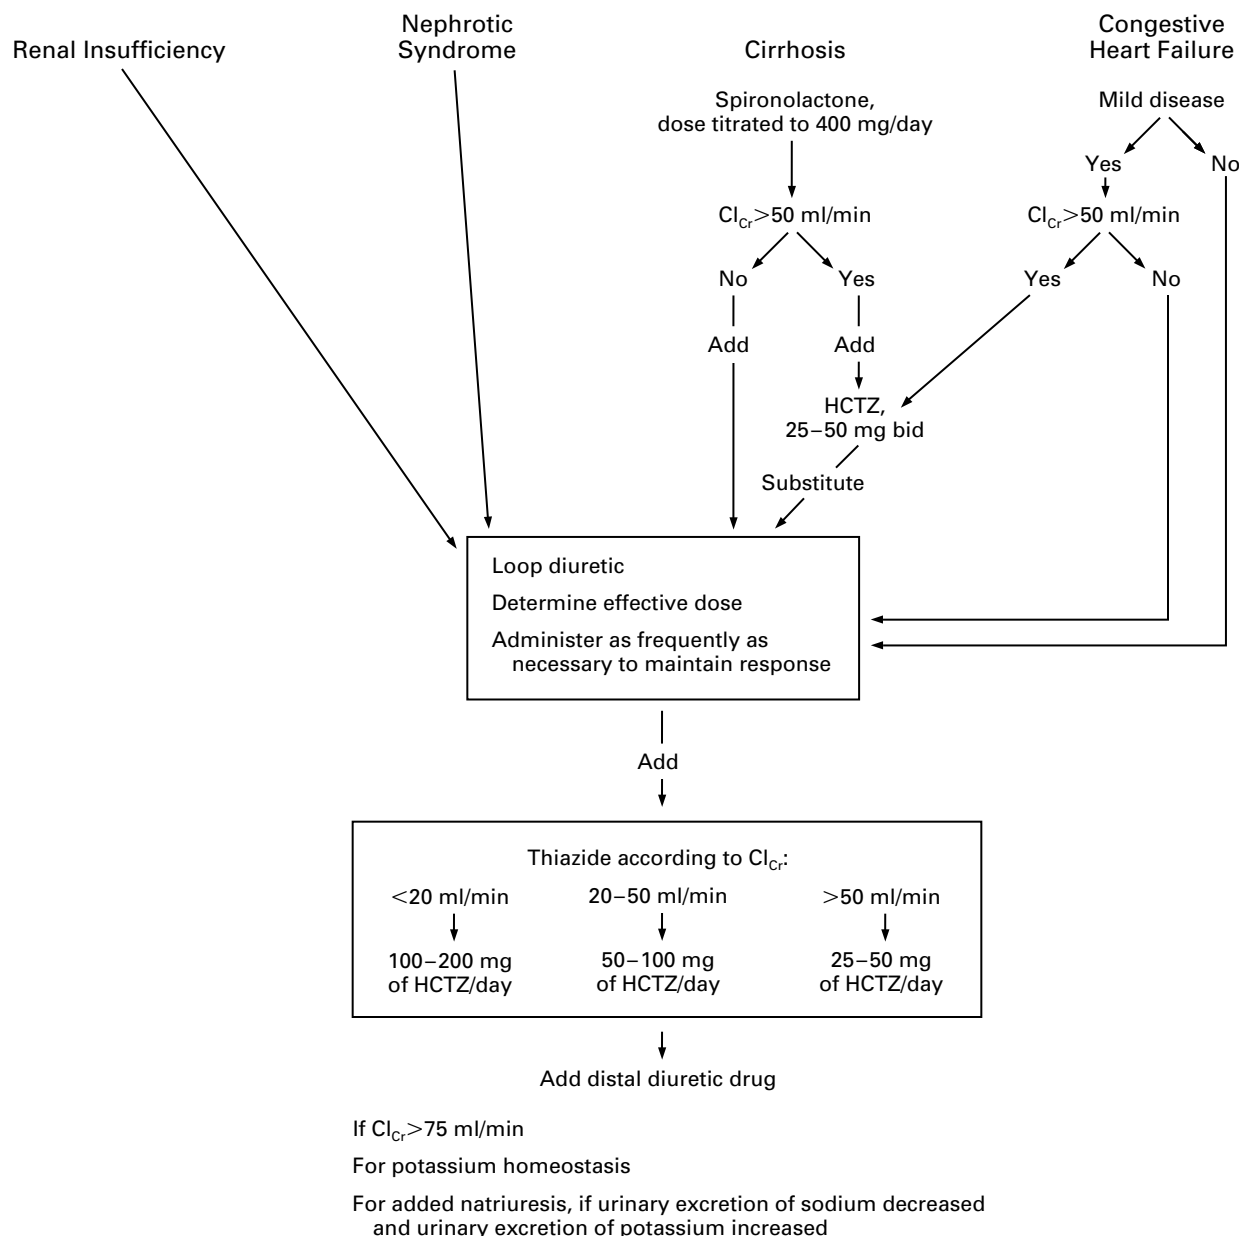 Renal Insufficiency
Nephrotic
Syndrome
Cirrhosis
Congestive
Heart Failure
Spironolactone,
dose titrated to 400 mg/day
Mild disease
Yes
No
Cl_Cr>50 ml/min
Cl_Cr>50 ml/min
No
Yes
Yes
No
Add
Add
HCTZ,
25–50 mg bid
Substitute
Loop diuretic
Determine effective dose
Administer as frequently as
necessary to maintain response
Add
Thiazide according to Cl_Cr:
<20 ml/min
20–50 ml/min
>50 ml/min
100–200 mg
of HCTZ/day
50–100 mg
of HCTZ/day
25–50 mg
of HCTZ/day
Add distal diuretic drug
If Cl_Cr>75 ml/min
For potassium homeostasis
For added natriuresis, if urinary excretion of sodium decreased
and urinary excretion of potassium increased